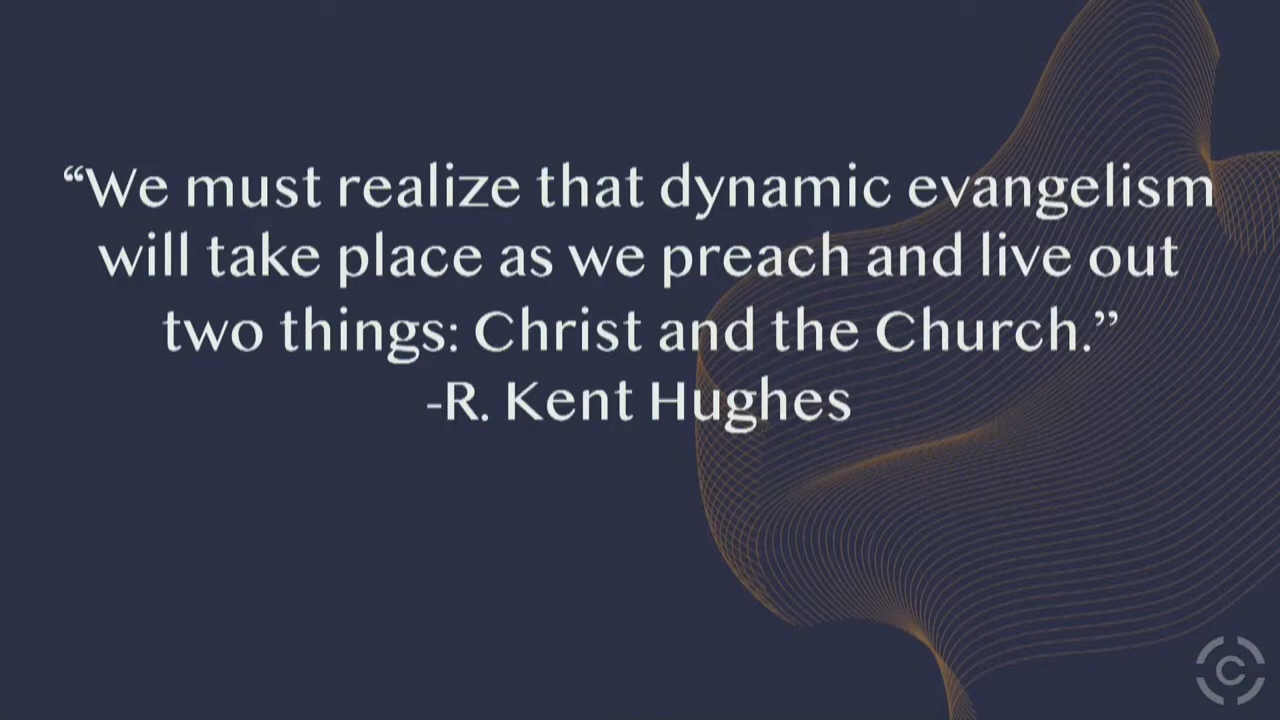 “We must realize that dynamic evangelism
will take place as we preach and live out
two things: Christ and the Church.”
-R. Kent Hughes
C